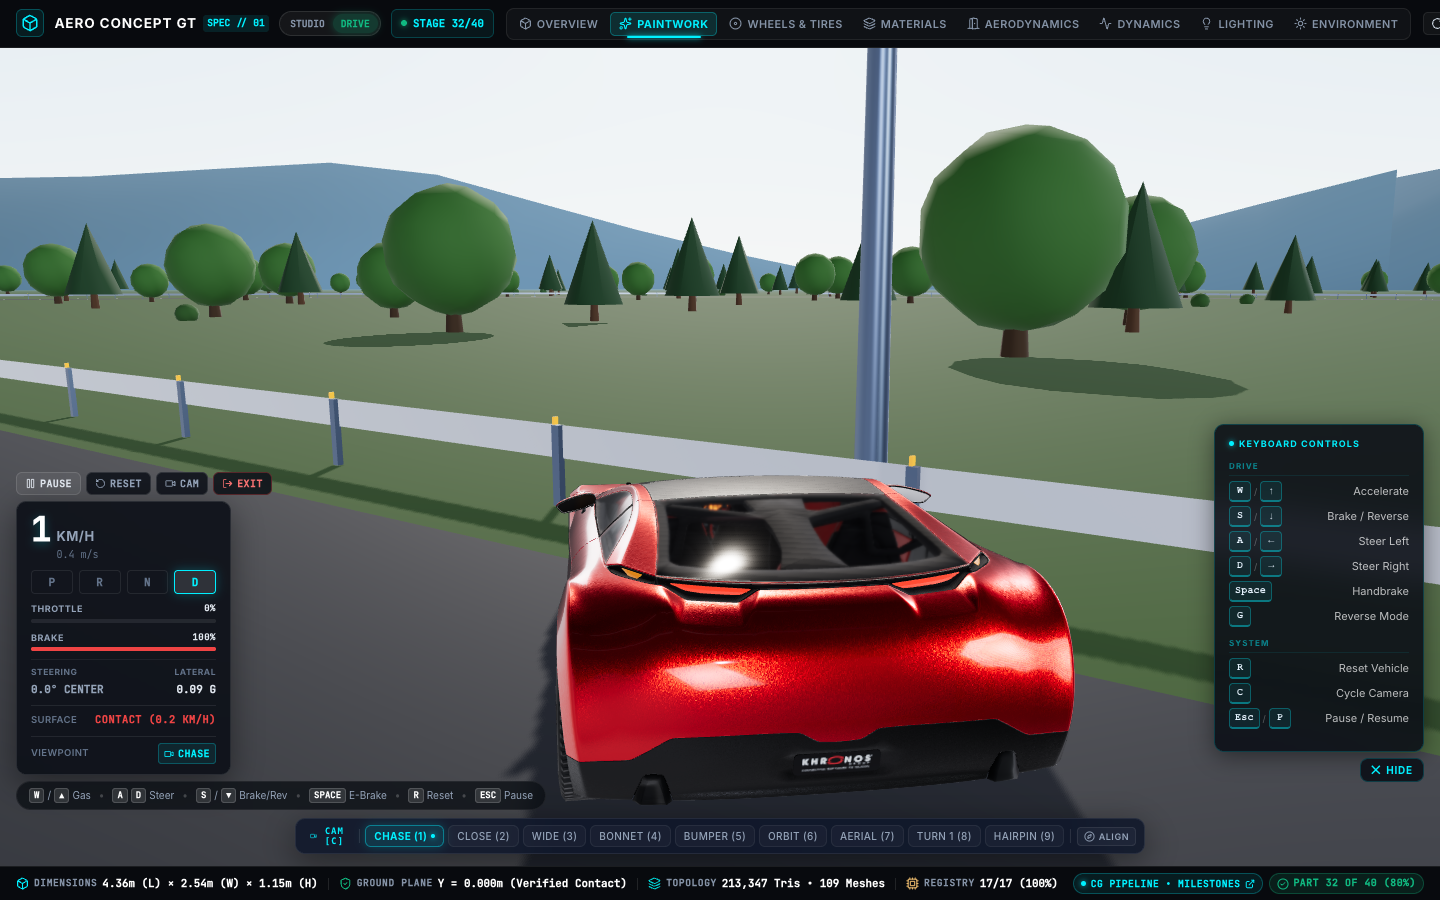 AERO CONCEPT GT SPEC // 01 STUDIO DRIVE STAGE 32/40 OVERVIEW PAINTWORK WHEELS & TIRES MATERIALS AERODYNAMICS DYNAMICS LIGHTING ENVIRONMENT
PAUSE RESET CAM EXIT
1 KM/H
0.4 m/s
P R N D
THROTTLE 0%
BRAKE 100%
STEERING LATERAL
0.0° CENTER 0.09 G
SURFACE CONTACT (0.2 KM/H)
VIEWPOINT CHASE
W / ▲ Gas • A D Steer • S / ▼ Brake/Rev • SPACE E-Brake • R Reset • ESC Pause
KEYBOARD CONTROLS
DRIVE
W / ↑ Accelerate
S / ↓ Brake / Reverse
A / ← Steer Left
D / → Steer Right
Space Handbrake
G Reverse Mode
SYSTEM
R Reset Vehicle
C Cycle Camera
Esc / P Pause / Resume
HIDE
KHRONOS
CAM [C] CHASE (1) CLOSE (2) WIDE (3) BONNET (4) BUMPER (5) ORBIT (6) AERIAL (7) TURN 1 (8) HAIRPIN (9) ALIGN
DIMENSIONS 4.36m (L) × 2.54m (W) × 1.15m (H) GROUND PLANE Y = 0.000m (Verified Contact) TOPOLOGY 213,347 Tris • 109 Meshes REGISTRY 17/17 (100%) CG PIPELINE • MILESTONES PART 32 OF 40 (80%)